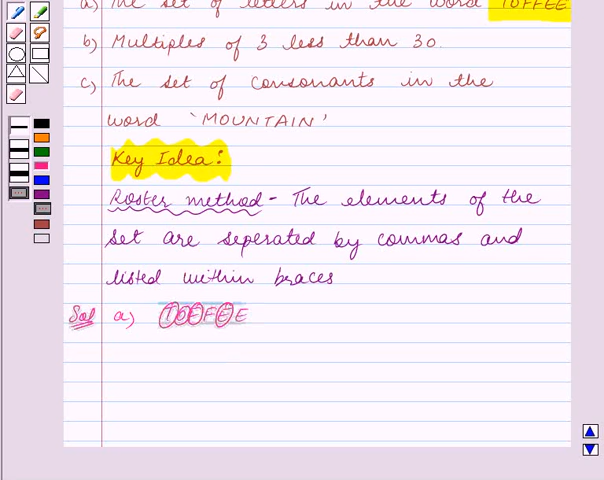 a) The set of letters in the word 'TOFFEE
b) Multiples of 3 less than 30.
c) The set of consonants in the
word 'MOUNTAIN'
Key Idea:
Roster method - The elements of the
set are seperated by commas and
listed within braces
Sol a) TOFFEE